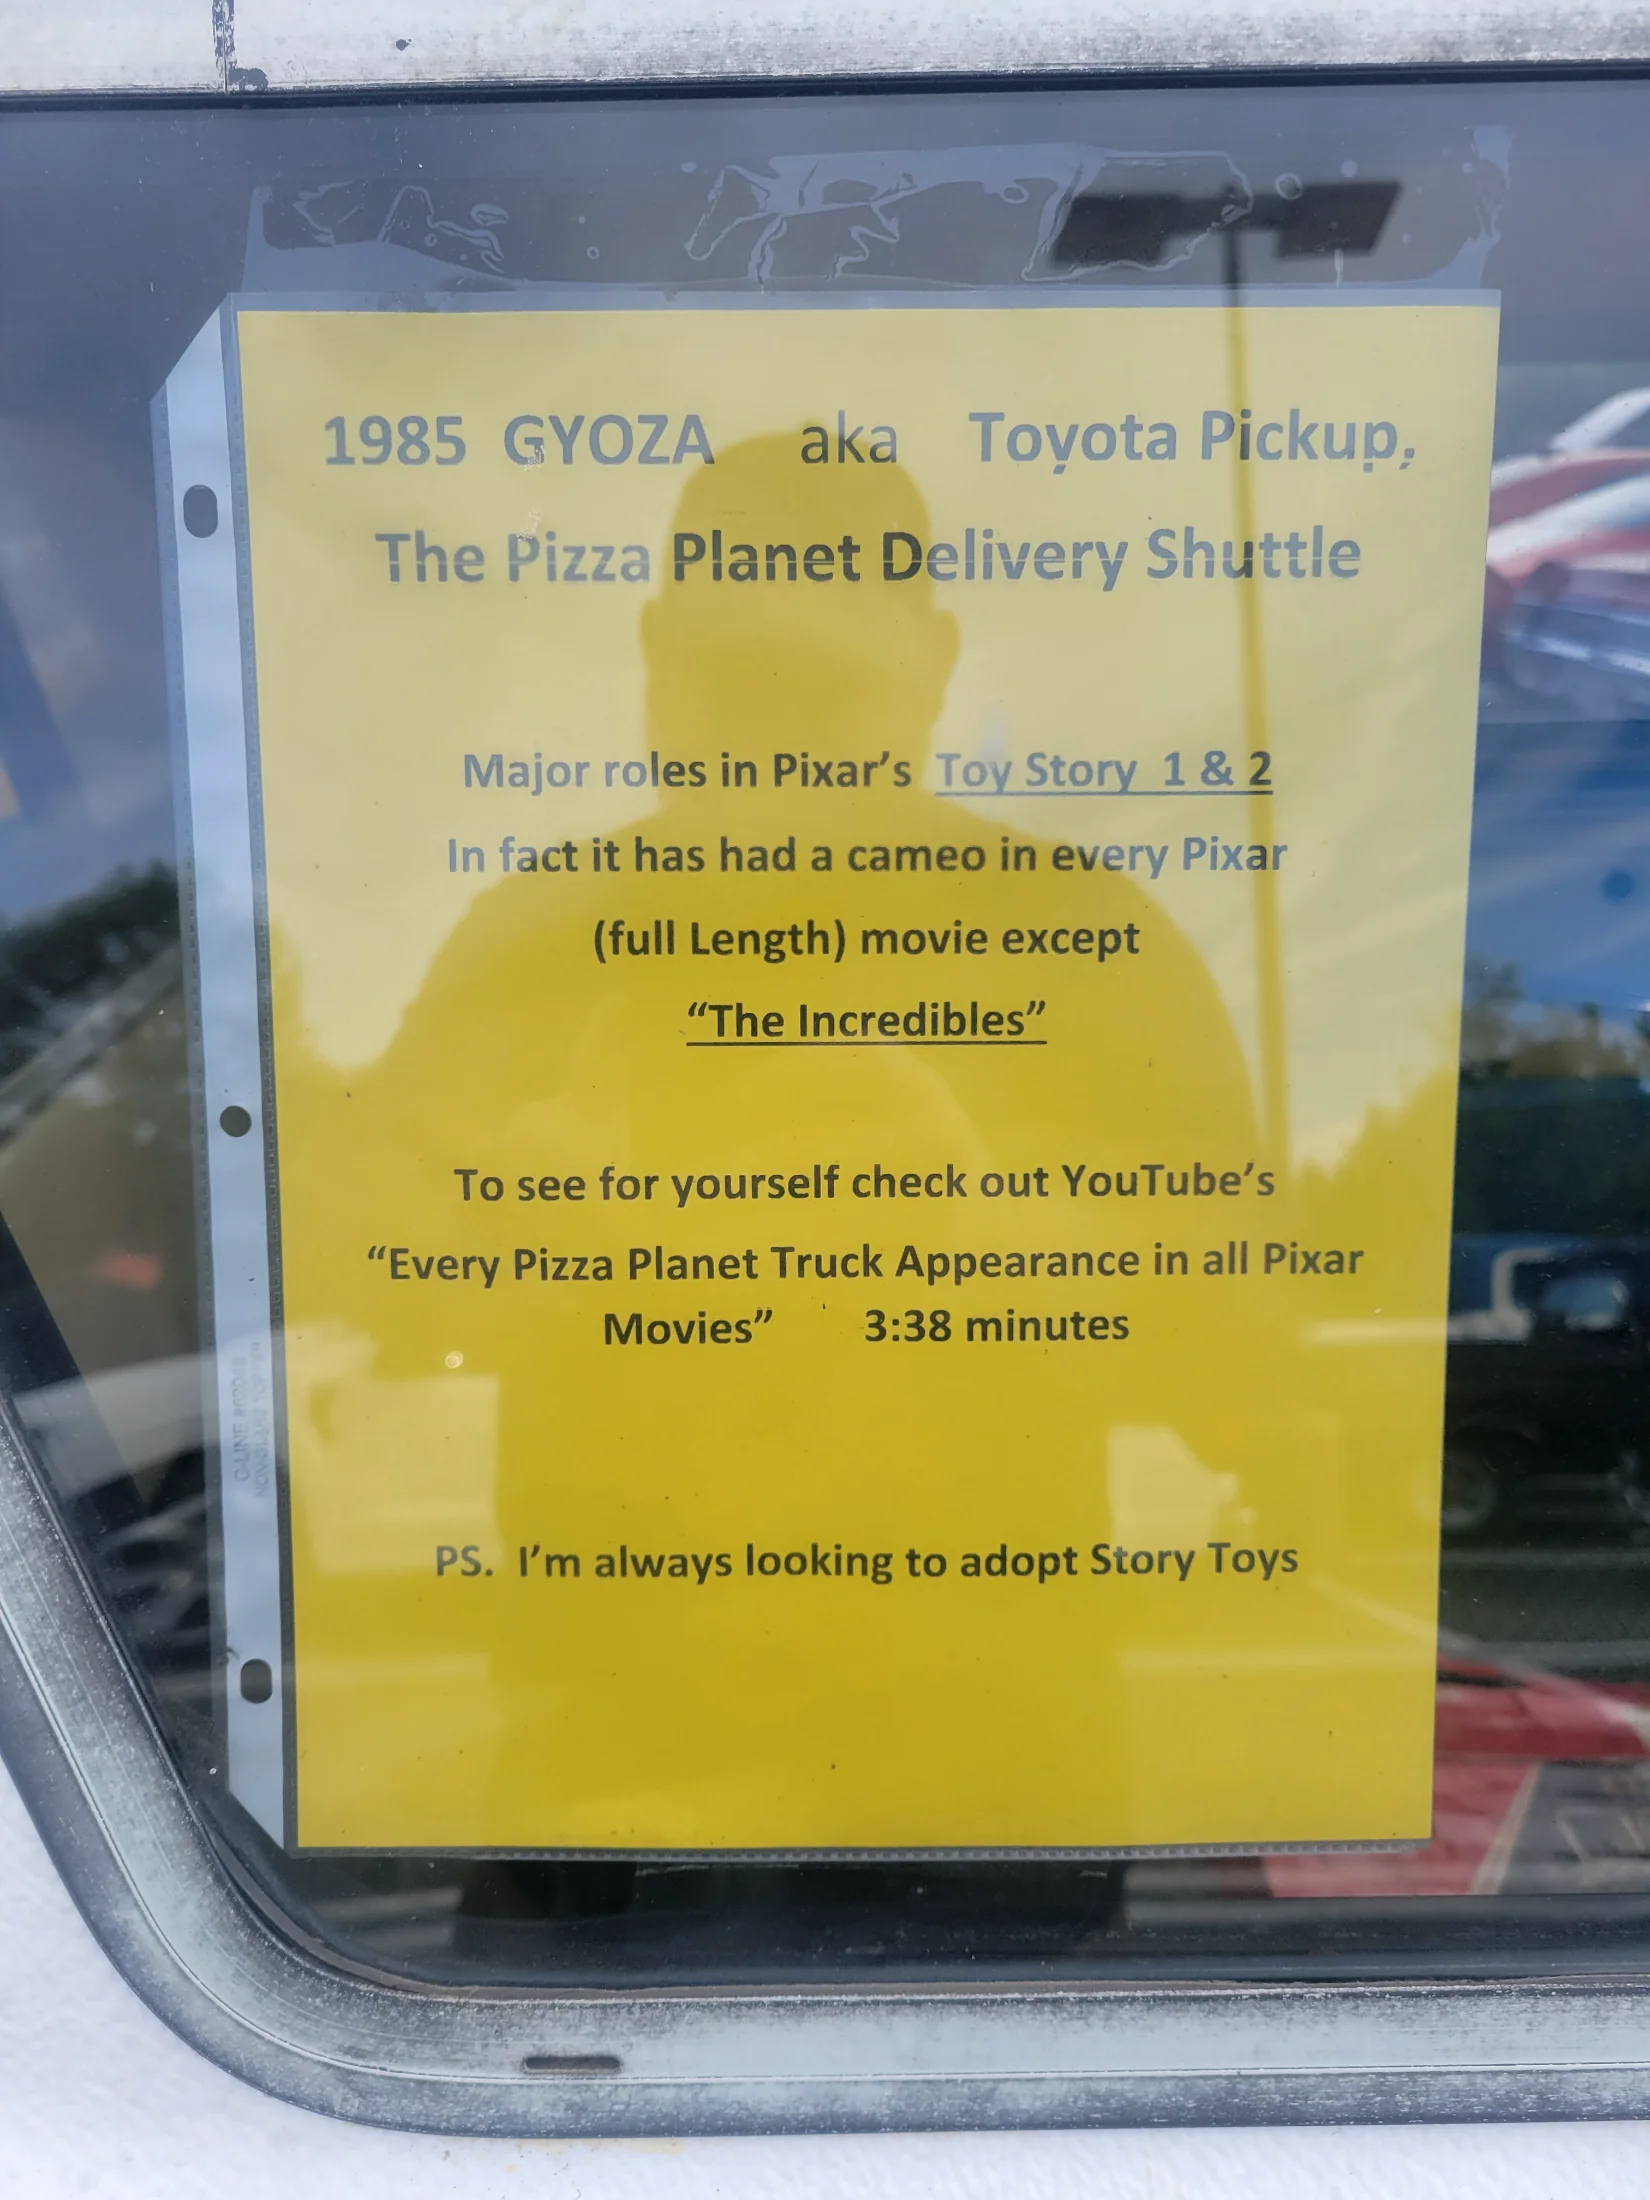 1985 GYOZA aka Toyota Pickup,
The Pizza Planet Delivery Shuttle
Major roles in Pixar’s Toy Story 1 & 2
In fact it has had a cameo in every Pixar
(full Length) movie except
“The Incredibles”
To see for yourself check out YouTube’s
“Every Pizza Planet Truck Appearance in all Pixar
Movies” 3:38 minutes
PS. I’m always looking to adopt Story Toys